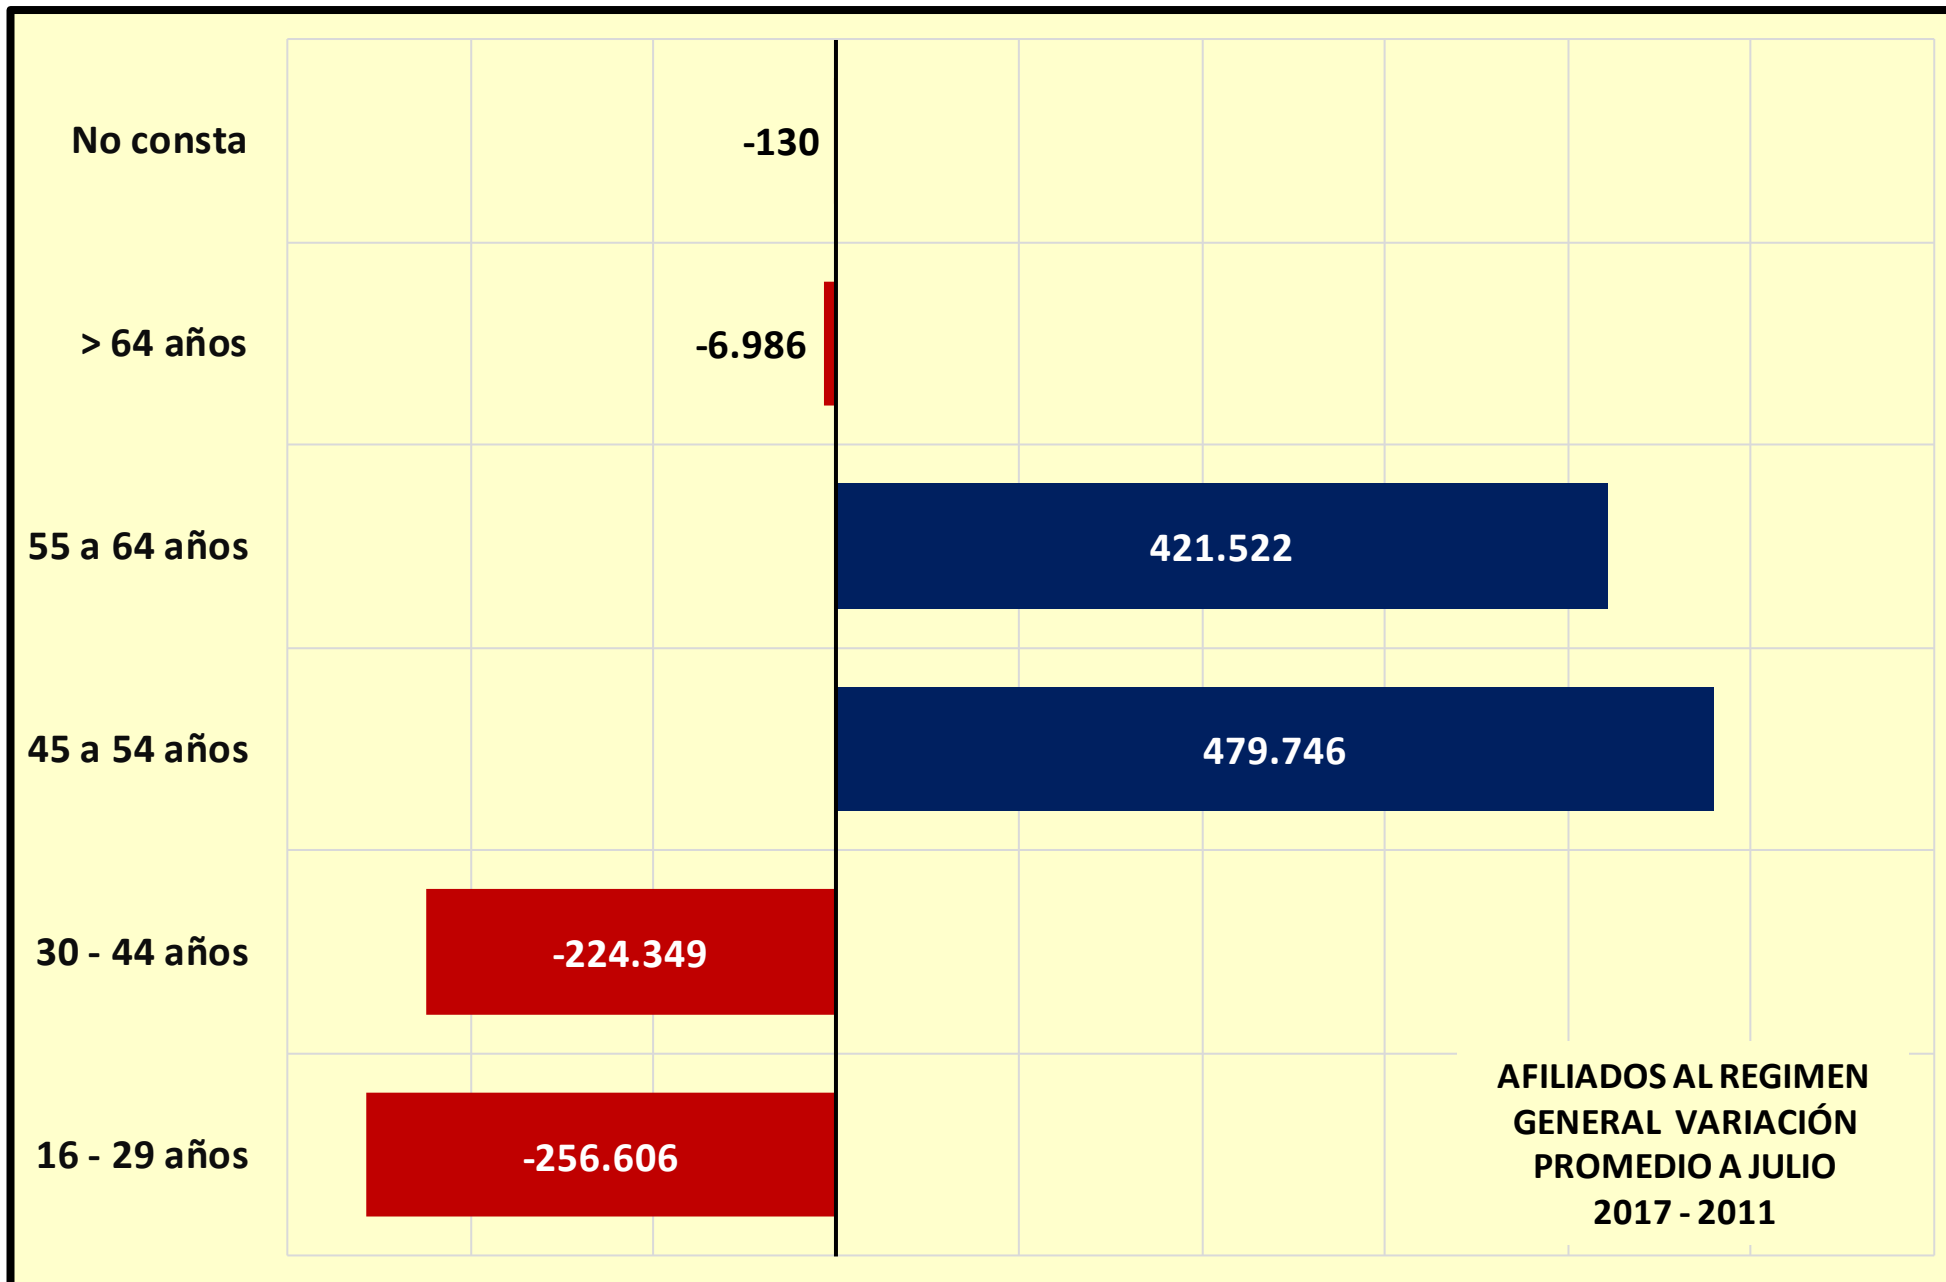 No consta
-130
> 64 años
-6.986
55 a 64 años
421.522
45 a 54 años
479.746
30 - 44 años
-224.349
16 - 29 años
-256.606
AFILIADOS AL REGIMEN
GENERAL VARIACIÓN
PROMEDIO A JULIO
2017 - 2011